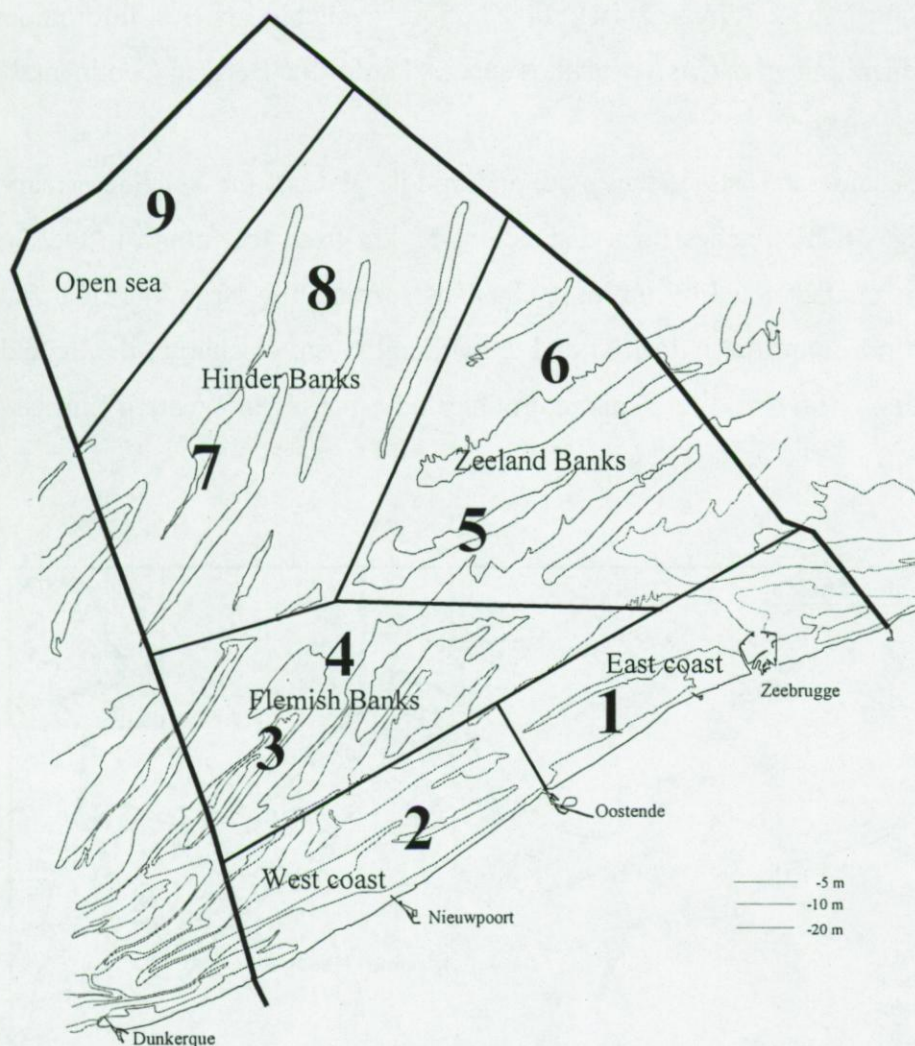 9
Open sea
8
Hinder Banks
7
6
Zeeland Banks
5
4
Flemish Banks
3
East coast
1
Zeebrugge
Oostende
2
West coast
Nieuwpoort
-5 m
-10 m
-20 m
Dunkerque